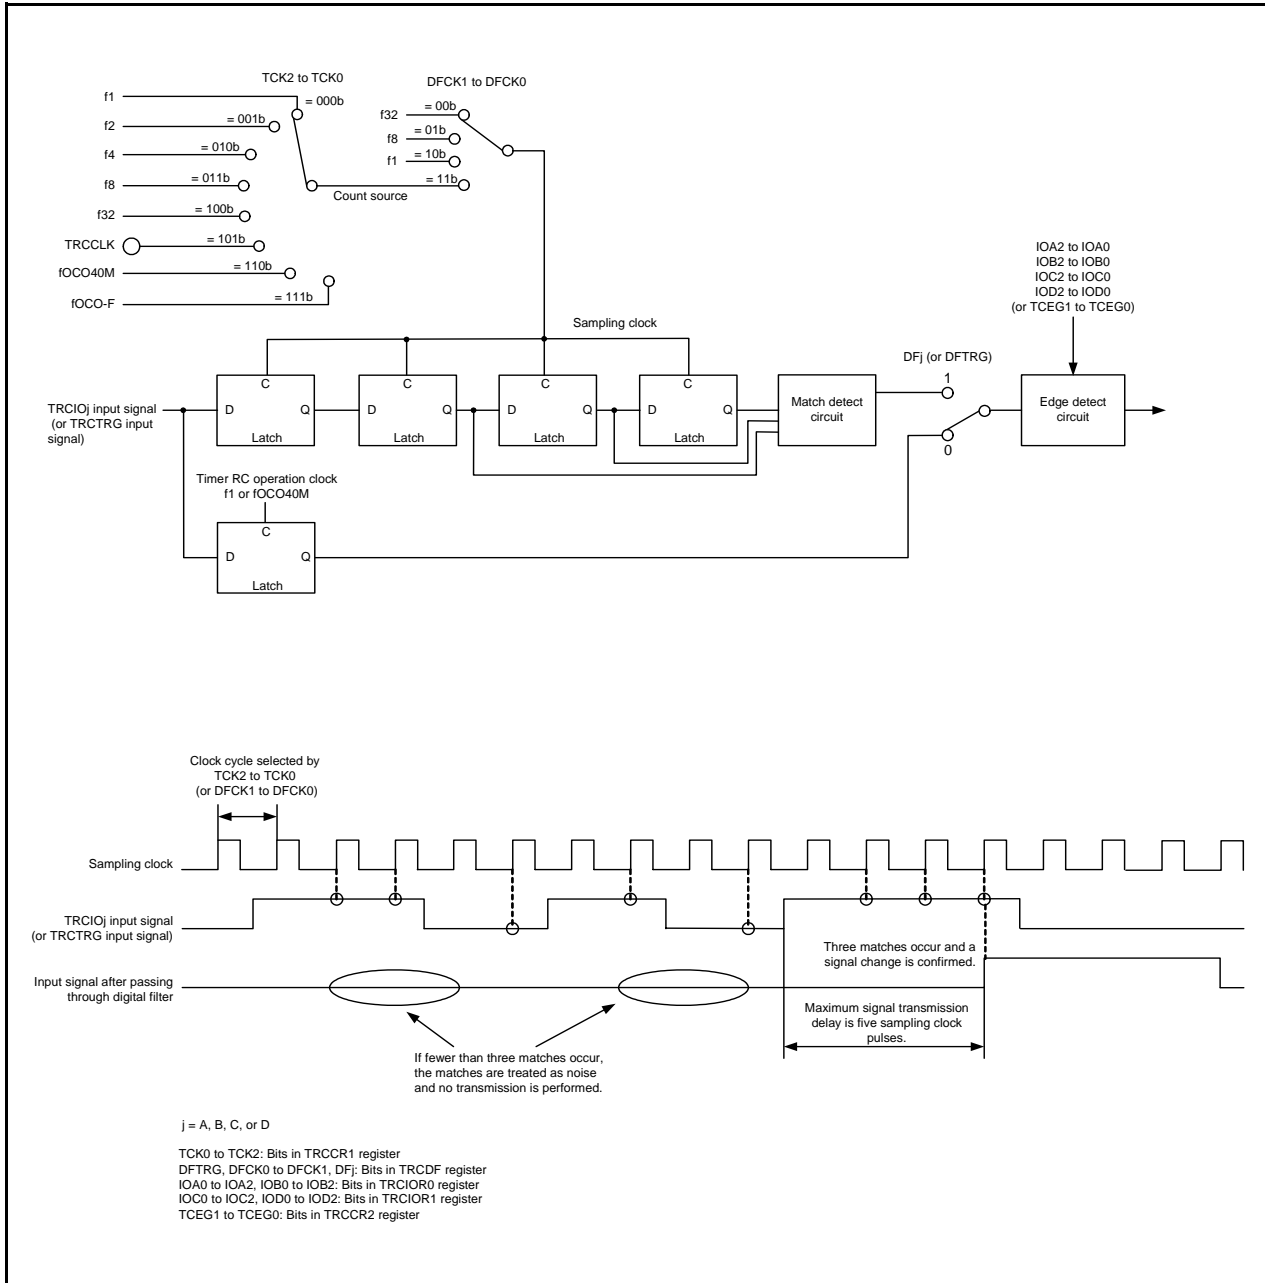 TCK2 to TCK0
DFCK1 to DFCK0
f1
= 000b
f2
= 001b
f4
= 010b
f8
= 011b
f32
= 100b
TRCCLK
= 101b
fOCO40M
= 110b
fOCO-F
= 111b
Count source
f32
= 00b
f8
= 01b
f1
= 10b
= 11b
Sampling clock
IOA2 to IOA0
IOB2 to IOB0
IOC2 to IOC0
IOD2 to IOD0
(or TCEG1 to TCEG0)
TRCIOj input signal
(or TRCTRG input
signal)
C
D
Q
Latch
C
D
Q
Latch
C
D
Q
Latch
C
D
Q
Latch
Match detect
circuit
DFj (or DFTRG)
1
0
Edge detect
circuit
Timer RC operation clock
f1 or fOCO40M
C
D
Q
Latch
Clock cycle selected by
TCK2 to TCK0
(or DFCK1 to DFCK0)
Sampling clock
TRCIOj input signal
(or TRCTRG input signal)
Three matches occur and a
signal change is confirmed.
Input signal after passing
through digital filter
Maximum signal transmission
delay is five sampling clock
pulses.
If fewer than three matches occur,
the matches are treated as noise
and no transmission is performed.
j = A, B, C, or D
TCK0 to TCK2: Bits in TRCCR1 register
DFTRG, DFCK0 to DFCK1, DFj: Bits in TRCDF register
IOA0 to IOA2, IOB0 to IOB2: Bits in TRCIOR0 register
IOC0 to IOC2, IOD0 to IOD2: Bits in TRCIOR1 register
TCEG1 to TCEG0: Bits in TRCCR2 register